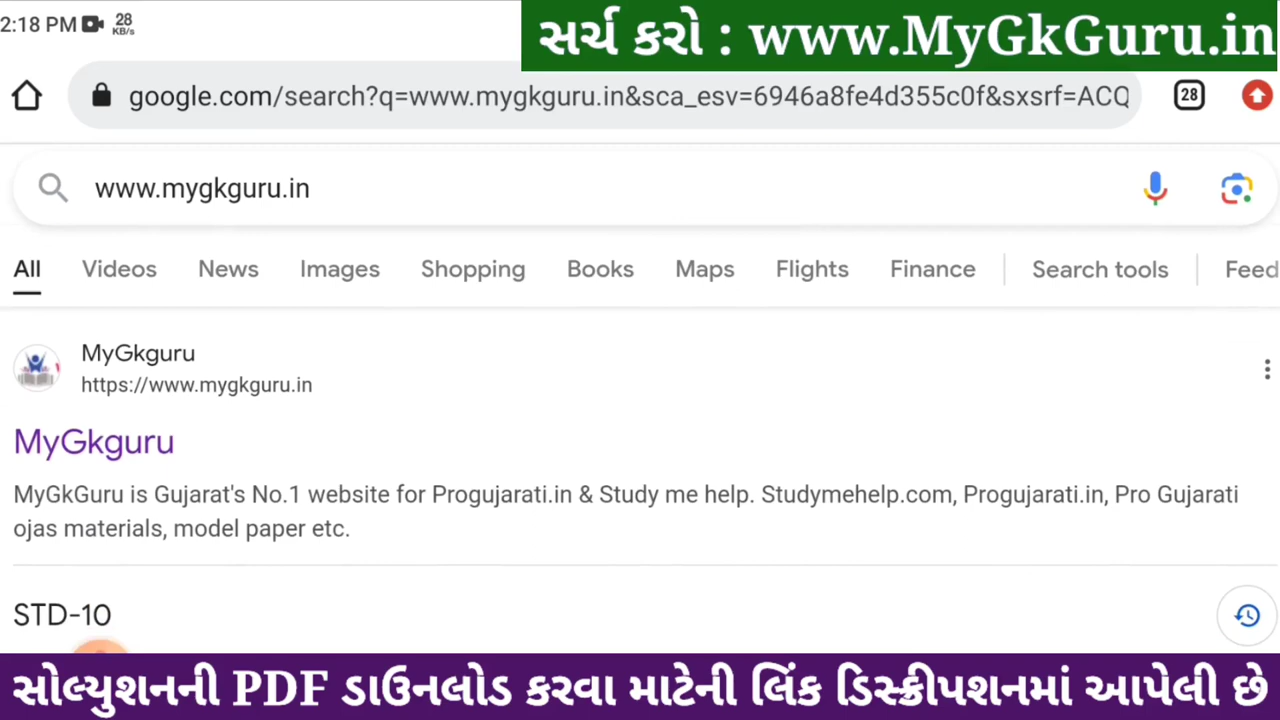 2:18 PM 28 KB/s
સર્ચ કરો : www.MyGkGuru.in
google.com/search?q=www.mygkguru.in&sca_esv=6946a8fe4d355c0f&sxsrf=ACQ
28
www.mygkguru.in
All Videos News Images Shopping Books Maps Flights Finance Search tools Feed
MyGkguru
https://www.mygkguru.in
MyGkguru
MyGkGuru is Gujarat's No.1 website for Progujarati.in & Study me help. Studymehelp.com, Progujarati.in, Pro Gujarati
ojas materials, model paper etc.
STD-10
સોલ્યુશનની PDF ડાઉનલોડ કરવા માટેની લિંક ડિસ્ક્રીપશનમાં આપેલી છે